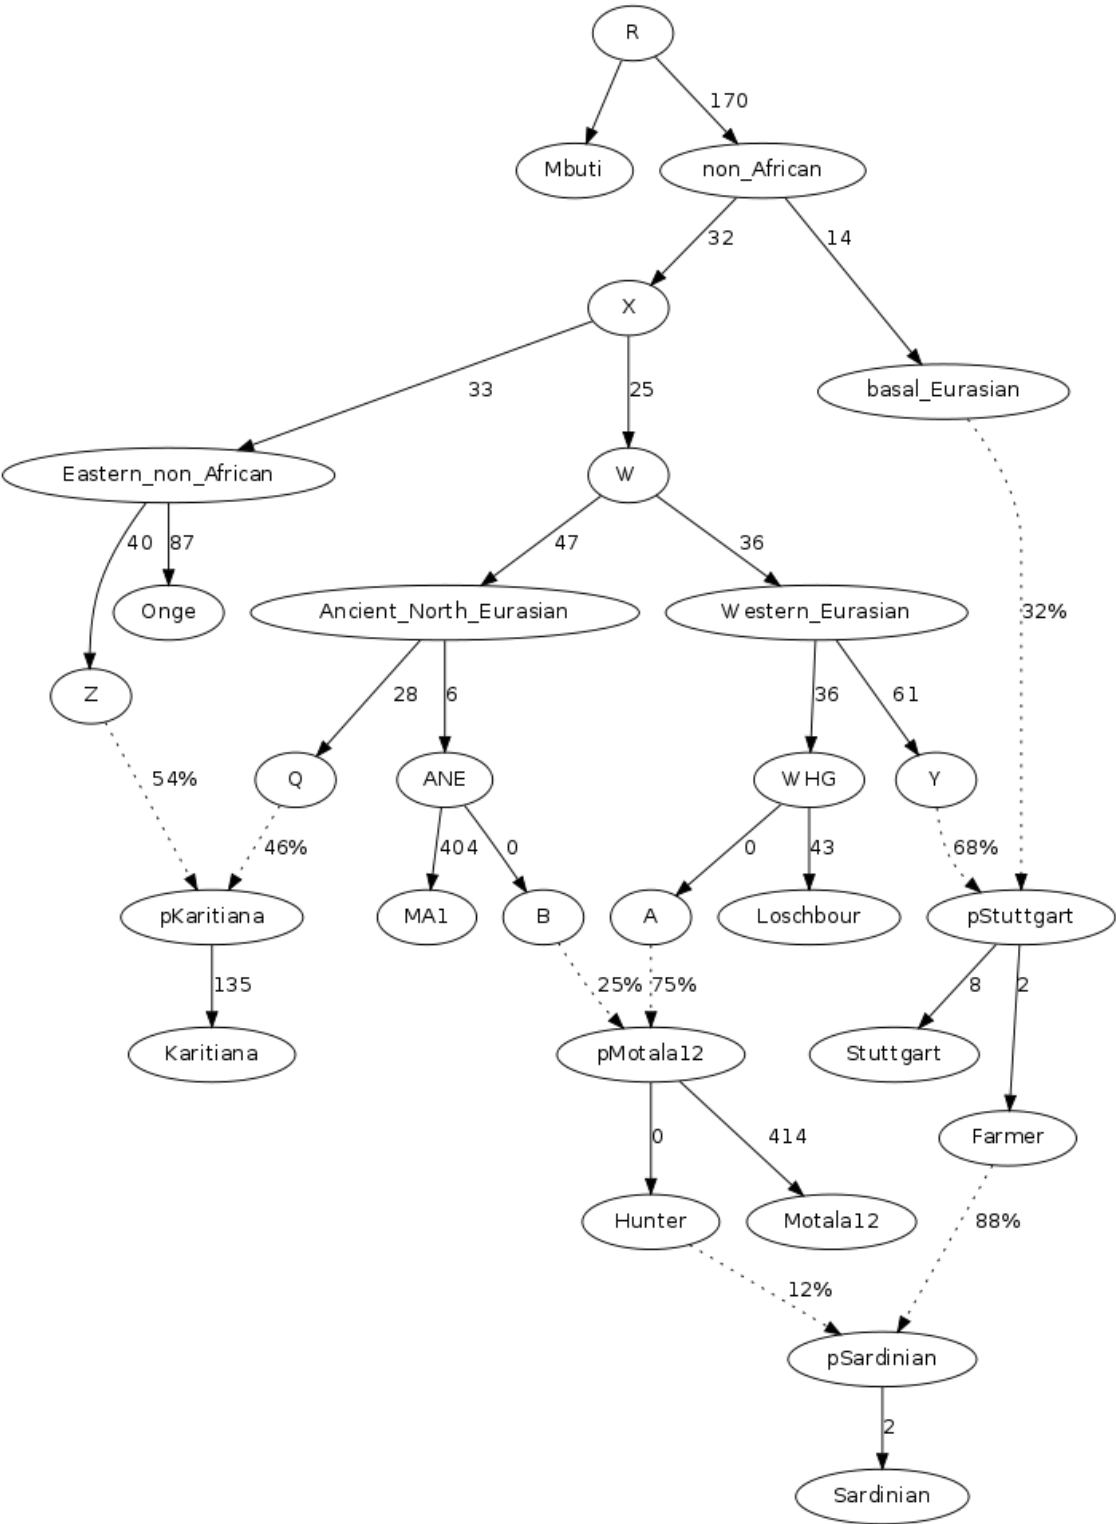 R
170
Mbuti
non_African
32
14
X
33
25
basal_Eurasian
Eastern_non_African
W
40
87
47
36
Onge
Ancient_North_Eurasian
Western_Eurasian
32%
Z
28
6
36
61
54%
Q
ANE
WHG
Y
46%
404
0
0
43
68%
pKaritiana
MA1
B
A
Loschbour
pStuttgart
135
25%
75%
8
2
Karitiana
pMotala12
Stuttgart
0
414
Farmer
Hunter
Motala12
88%
12%
pSardinian
2
Sardinian